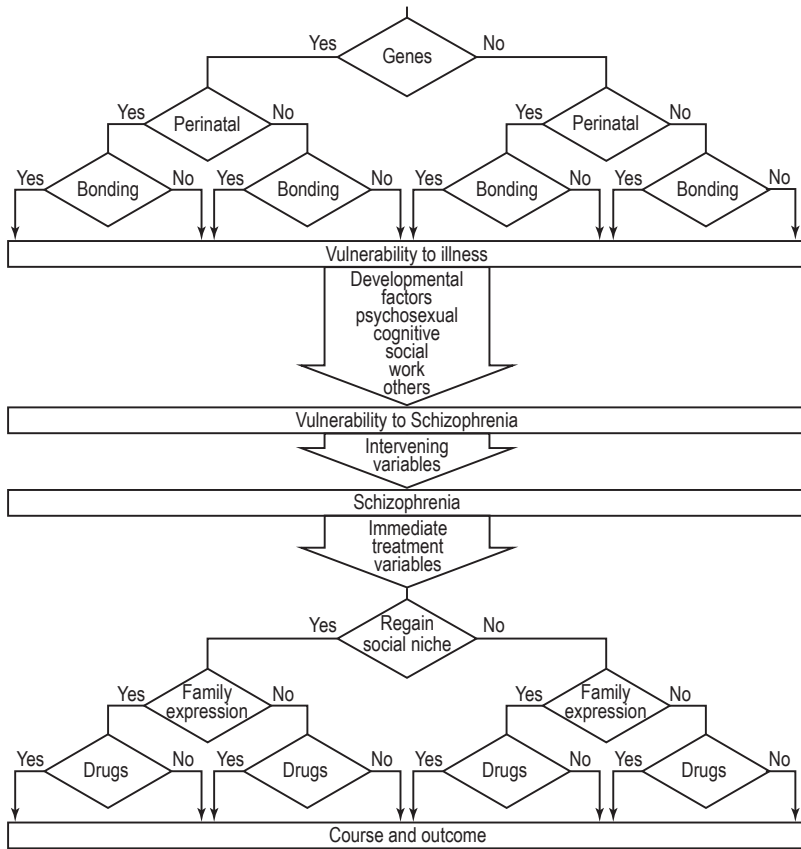 Yes Genes No
Yes Perinatal No Yes Perinatal No
Yes Bonding No Yes Bonding No Yes Bonding No Yes Bonding No
Vulnerability to illness
Developmental
factors
psychosexual
cognitive
social
work
others
Vulnerability to Schizophrenia
Intervening
variables
Schizophrenia
Immediate
treatment
variables
Yes Regain No
social niche
Yes Family No Yes Family No
expression expression
Yes Drugs No Yes Drugs No Yes Drugs No Yes Drugs No
Course and outcome